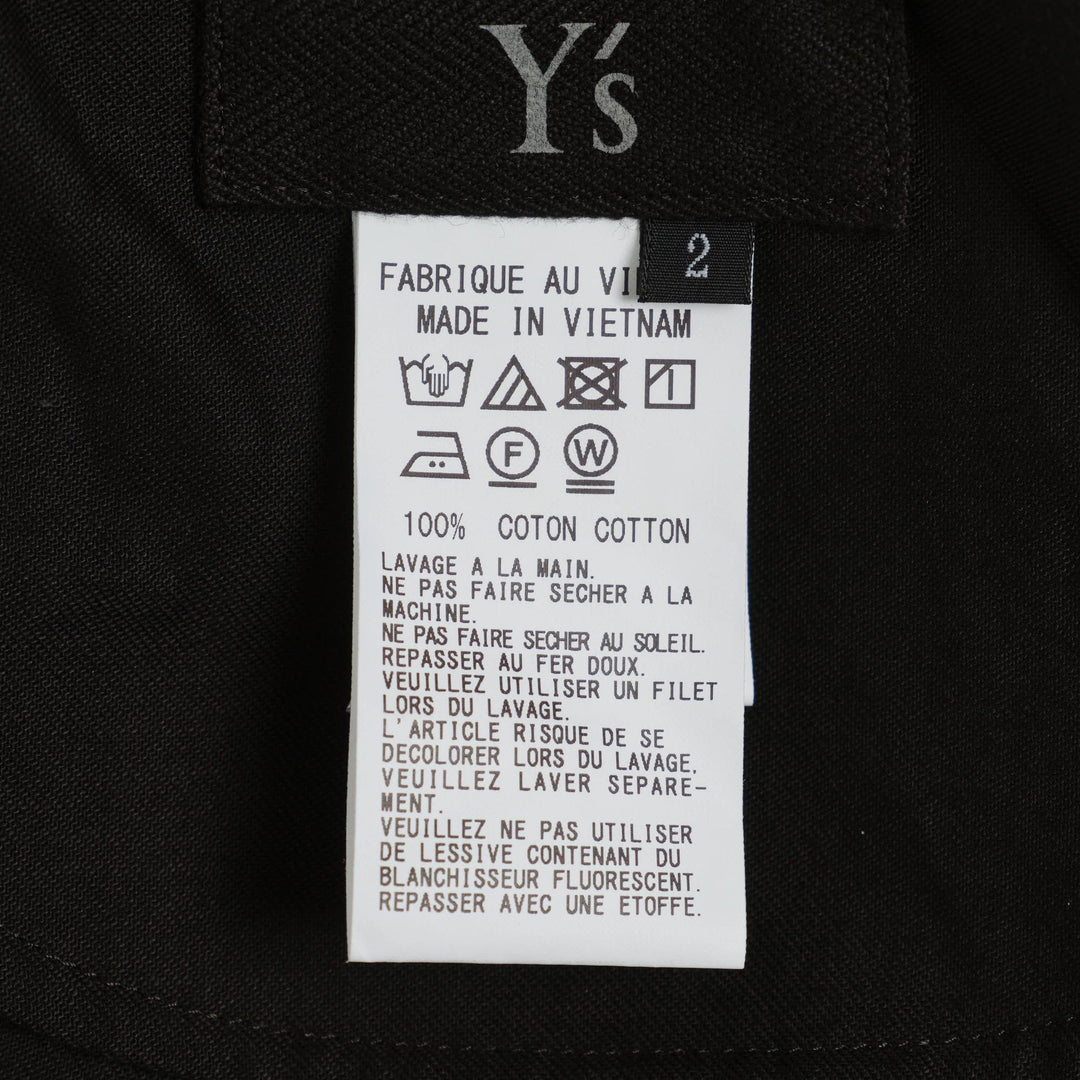 Y's
2
FABRIQUE AU
MADE IN VIETNAM
F W
100% COTON COTTON
LAVAGE A LA MAIN.
NE PAS FAIRE SECHER A LA
MACHINE.
NE PAS FAIRE SECHER AU SOLEIL.
REPASSER AU FER DOUX.
VEUILLEZ UTILISER UN FILET
LORS DU LAVAGE.
L'ARTICLE RISQUE DE SE
DECOLORER LORS DU LAVAGE.
VEUILLEZ LAVER SEPARE-
MENT.
VEUILLEZ NE PAS UTILISER
DE LESSIVE CONTENANT DU
BLANCHISSEUR FLUORESCENT.
REPASSER AVEC UNE ETOFFE.